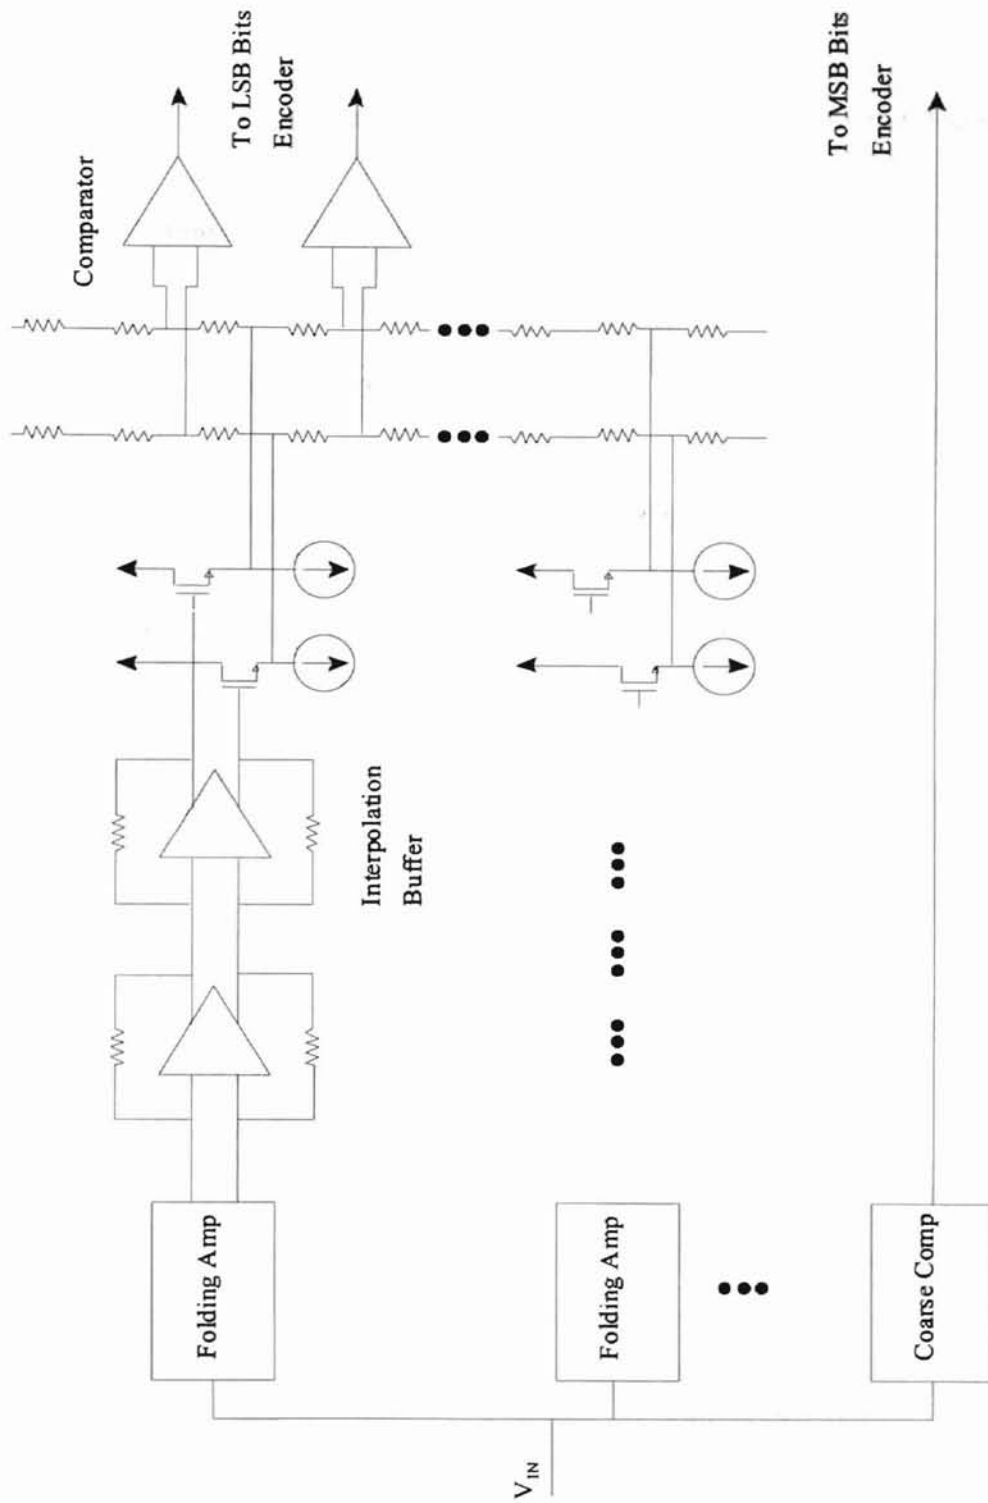 Comparator
To LSB Bits
Encoder
To MSB Bits
Encoder
Interpolation
Buffer
Folding Amp
Folding Amp
Coarse Comp
V_IN